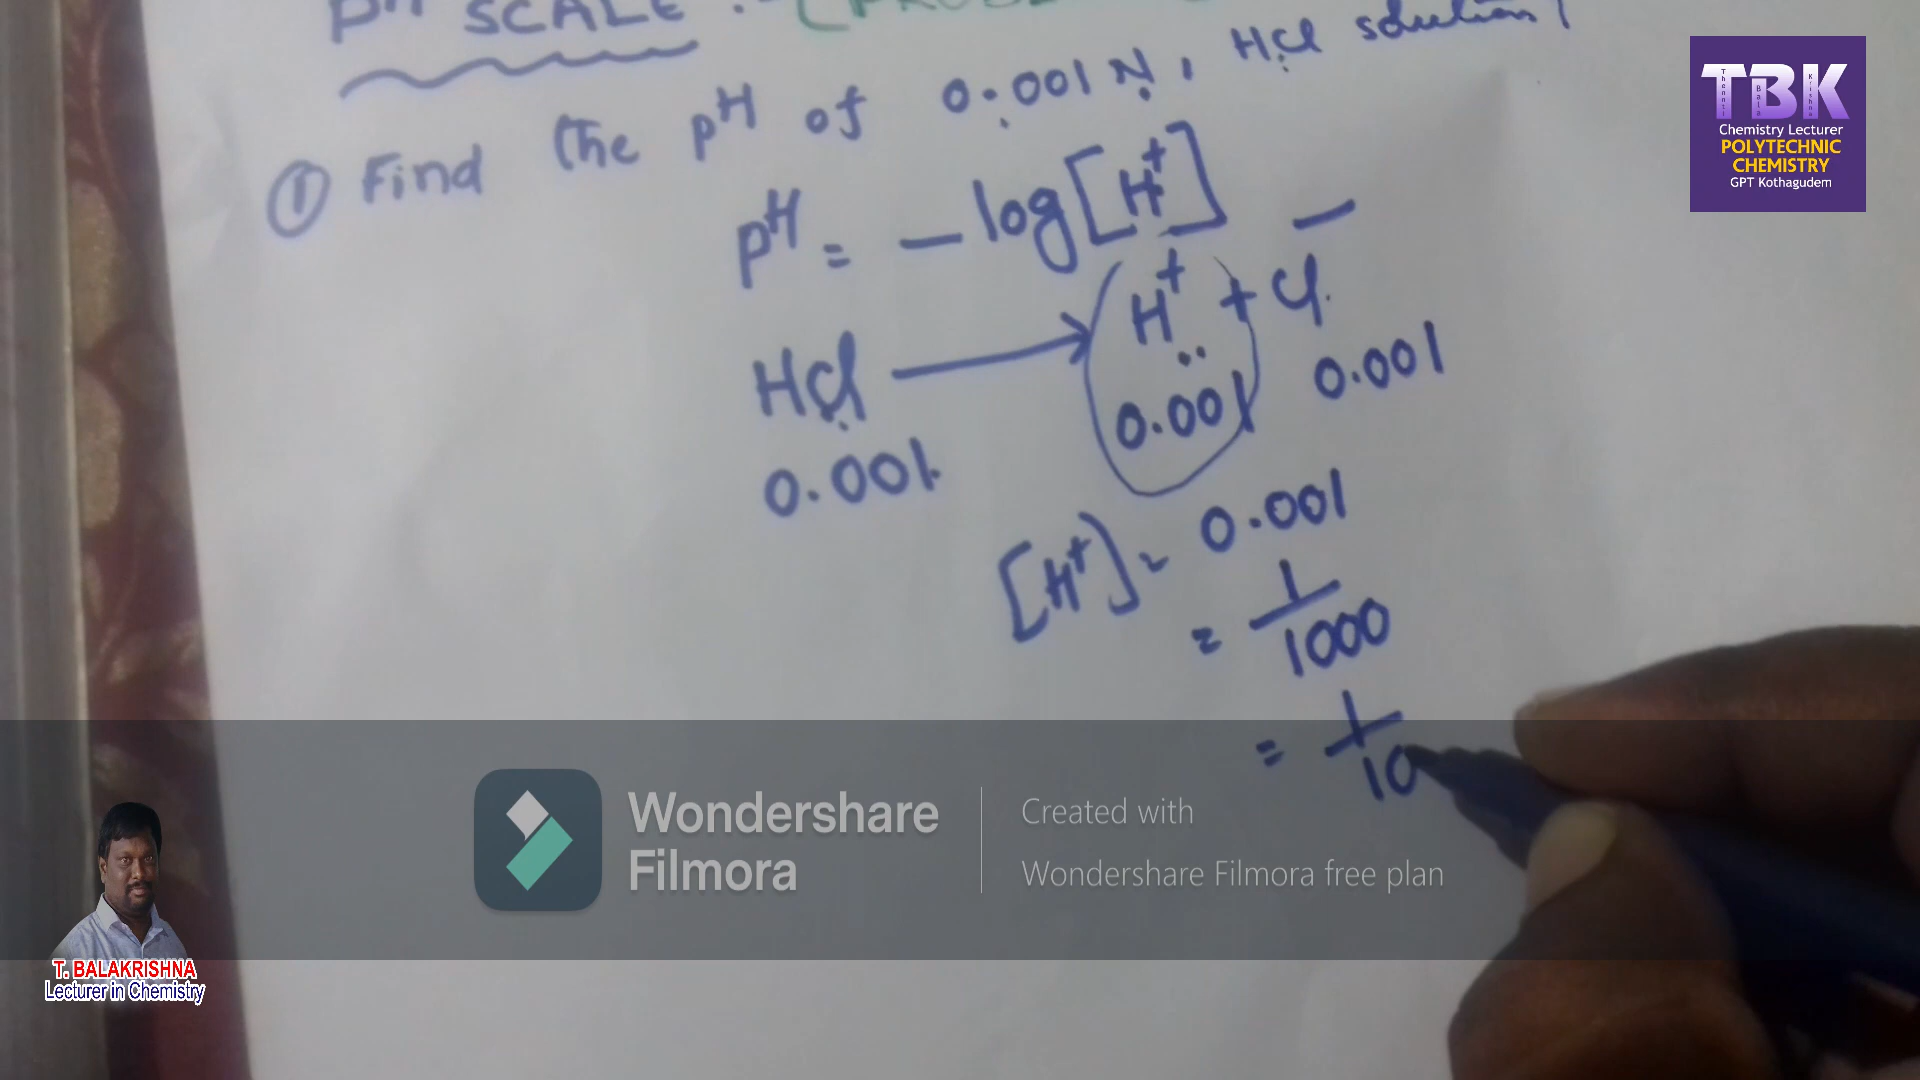 pH SCALE :-
① Find the pH of 0.001 N, HCl solution?
pH = - log [H+]
HCl → H+ + Cl-
0.001 0.001 0.001
[H+] = 0.001
= 1/1000
= 1/10
TBK
Chemistry Lecturer
POLYTECHNIC
CHEMISTRY
GPT Kothagudem
Wondershare
Filmora
Created with
Wondershare Filmora free plan
T. BALAKRISHNA
Lecturer in Chemistry